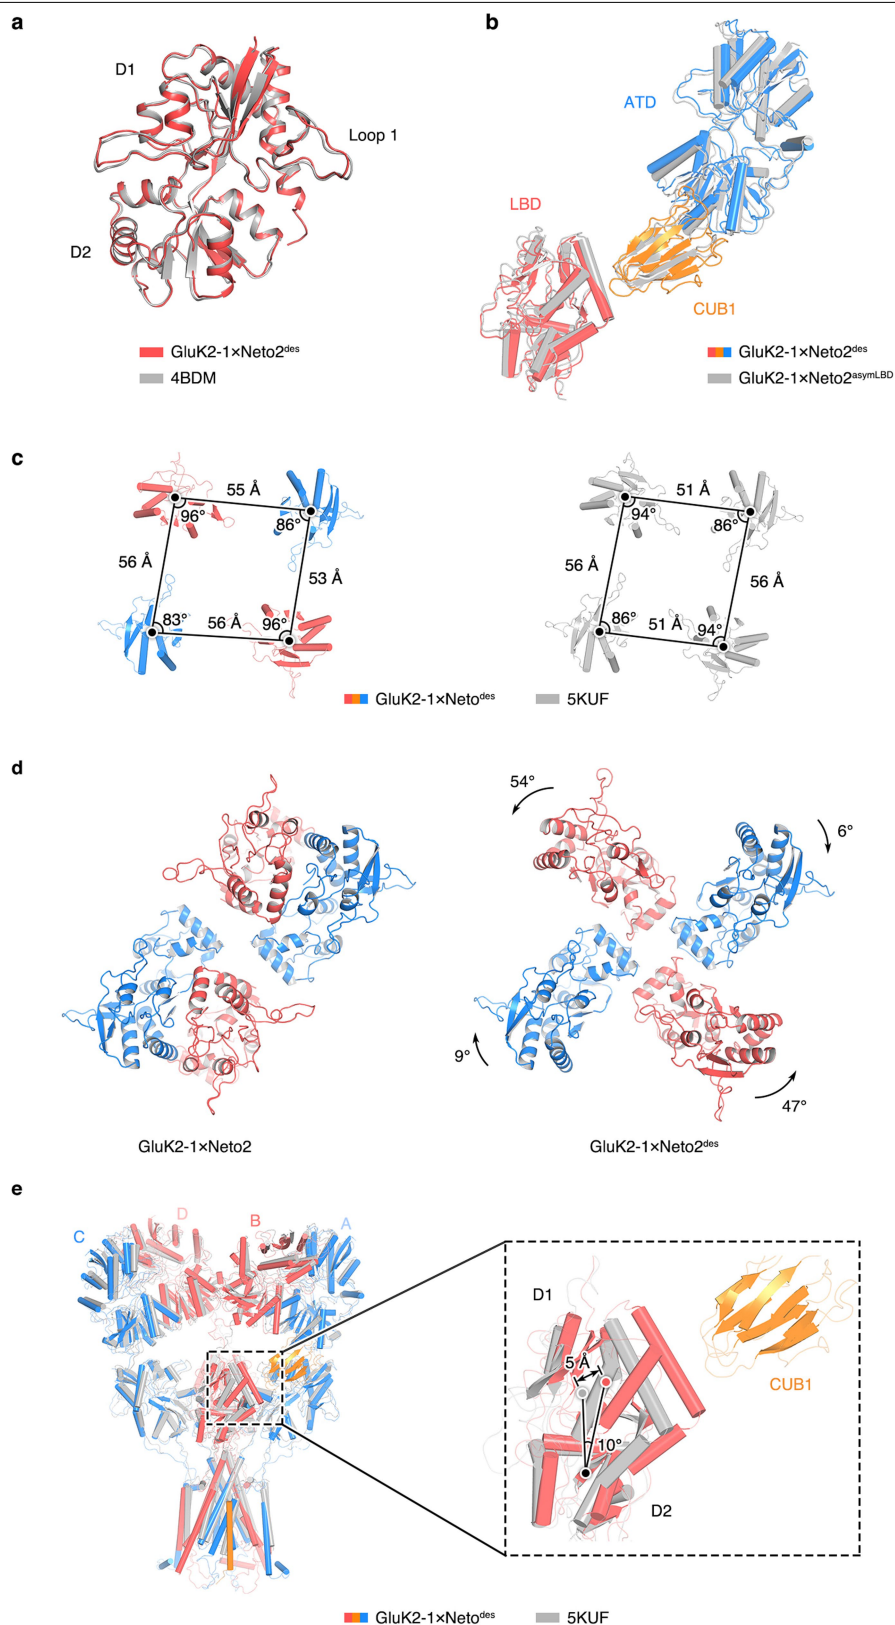 a
D1
Loop 1
D2
GluK2-1×Neto2des
4BDM
b
ATD
LBD
CUB1
GluK2-1×Neto2des
GluK2-1×Neto2asymLBD
c
55 Å
96°
86°
56 Å
53 Å
83°
56 Å
96°
51 Å
94°
86°
56 Å
56 Å
86°
51 Å
94°
GluK2-1×Netodes
5KUF
d
54°
6°
9°
47°
GluK2-1×Neto2
GluK2-1×Neto2des
e
C
D
B
A
D1
5 Å
CUB1
10°
D2
GluK2-1×Netodes
5KUF